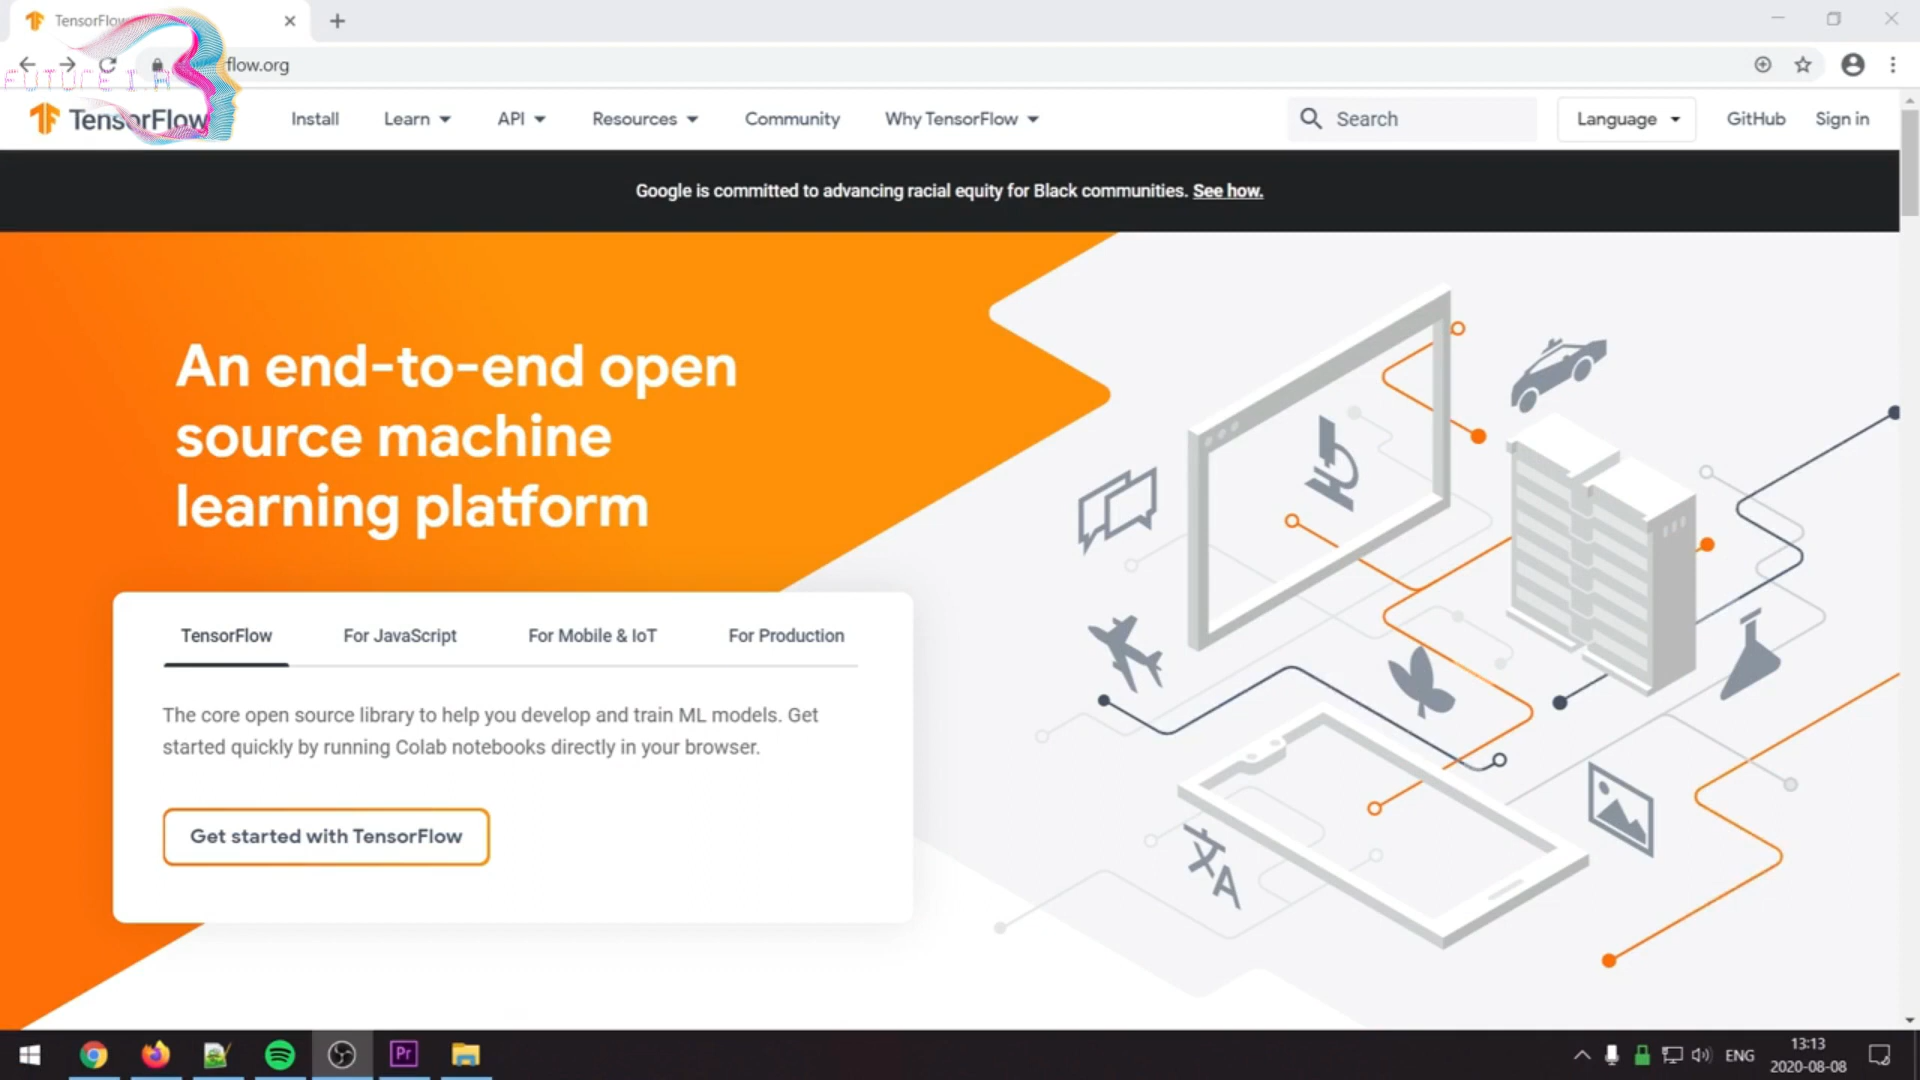 TensorFlow
flow.org
FUTURE I.A
TensorFlow
Install
Learn
API
Resources
Community
Why TensorFlow
Search
Language
GitHub
Sign in
Google is committed to advancing racial equity for Black communities. See how.
An end-to-end open
source machine
learning platform
TensorFlow
For JavaScript
For Mobile & IoT
For Production
The core open source library to help you develop and train ML models. Get
started quickly by running Colab notebooks directly in your browser.
Get started with TensorFlow
文A
Pr
ENG
13:13
2020-08-08